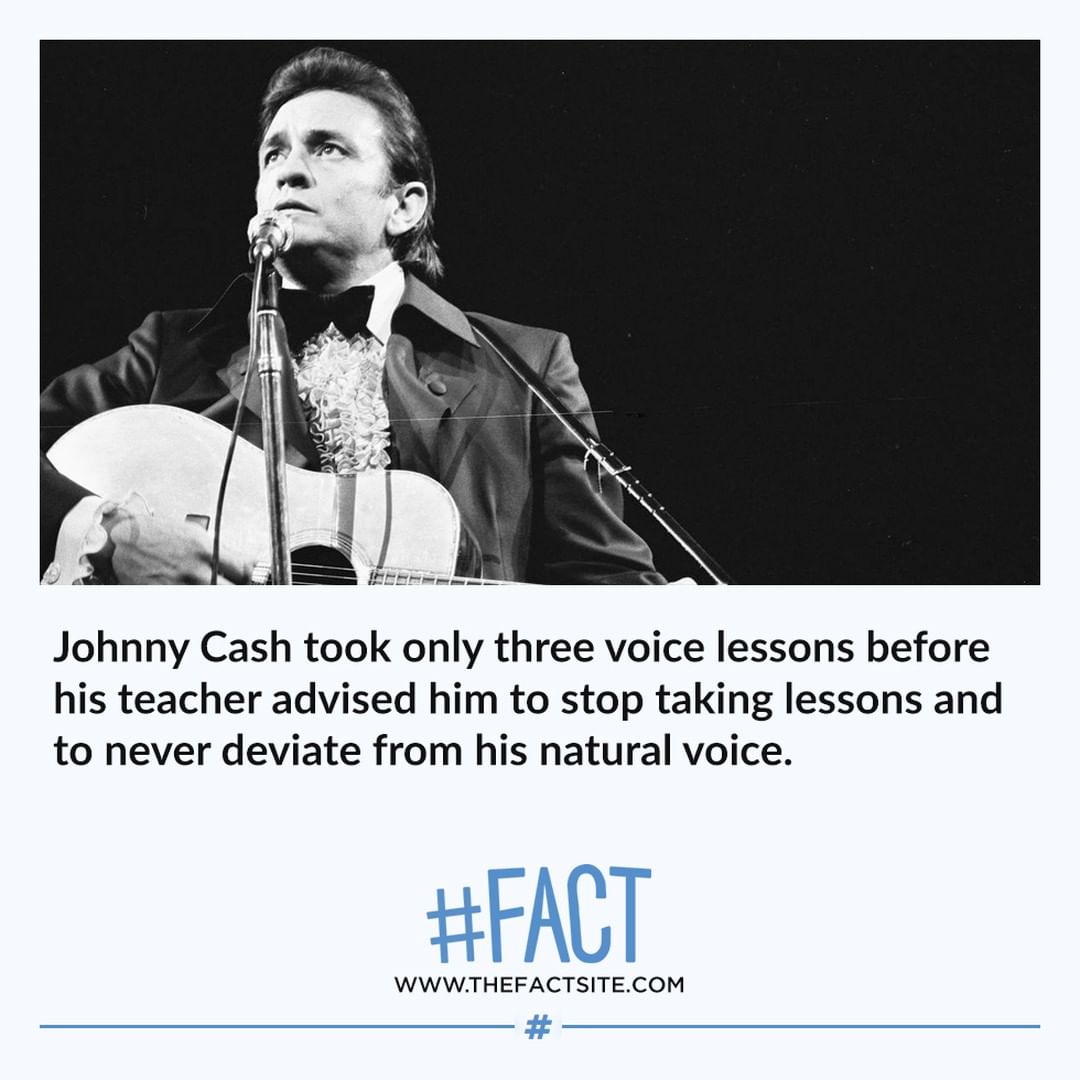 Johnny Cash took only three voice lessons before
his teacher advised him to stop taking lessons and
to never deviate from his natural voice.
#FACT
WWW.THEFACTSITE.COM
#